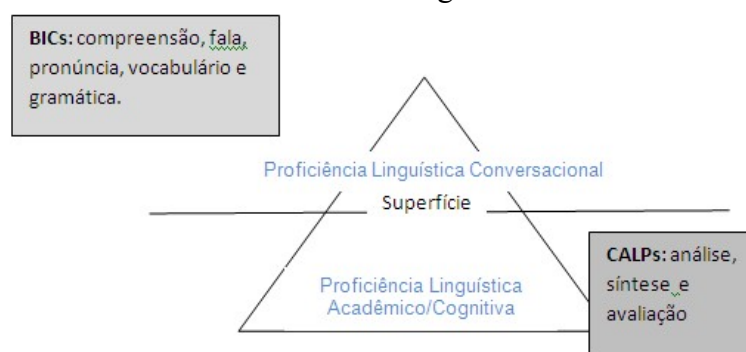 BICs: compreensão, fala,
pronúncia, vocabulário e
gramática.
Proficiência Linguística Conversacional
Superfície
Proficiência Linguística
Acadêmico/Cognitiva
CALPs: análise,
síntese e
avaliação